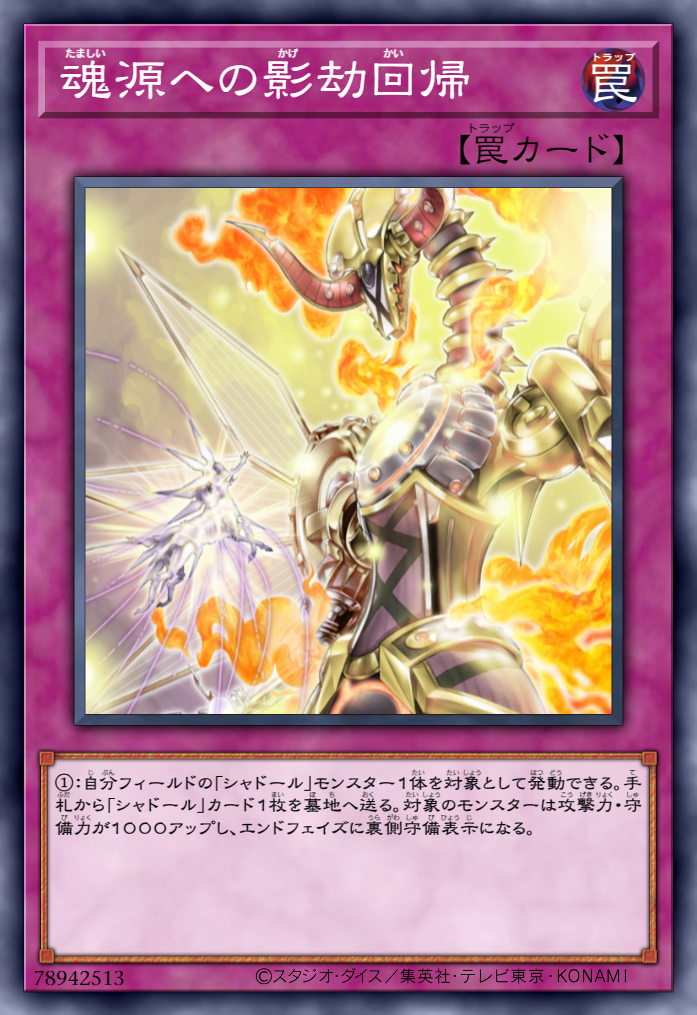 魂源への影劫回帰
罠
【罠カード】
①:自分フィールドの「シャドール」モンスター1体を対象として発動できる。手
札から「シャドール」カード1枚を墓地へ送る。対象のモンスターは攻撃力・守
備力が1000アップし、エンドフェイズに裏側守備表示になる。
78942513 ©スタジオ・ダイス/集英社・テレビ東京・KONAMI